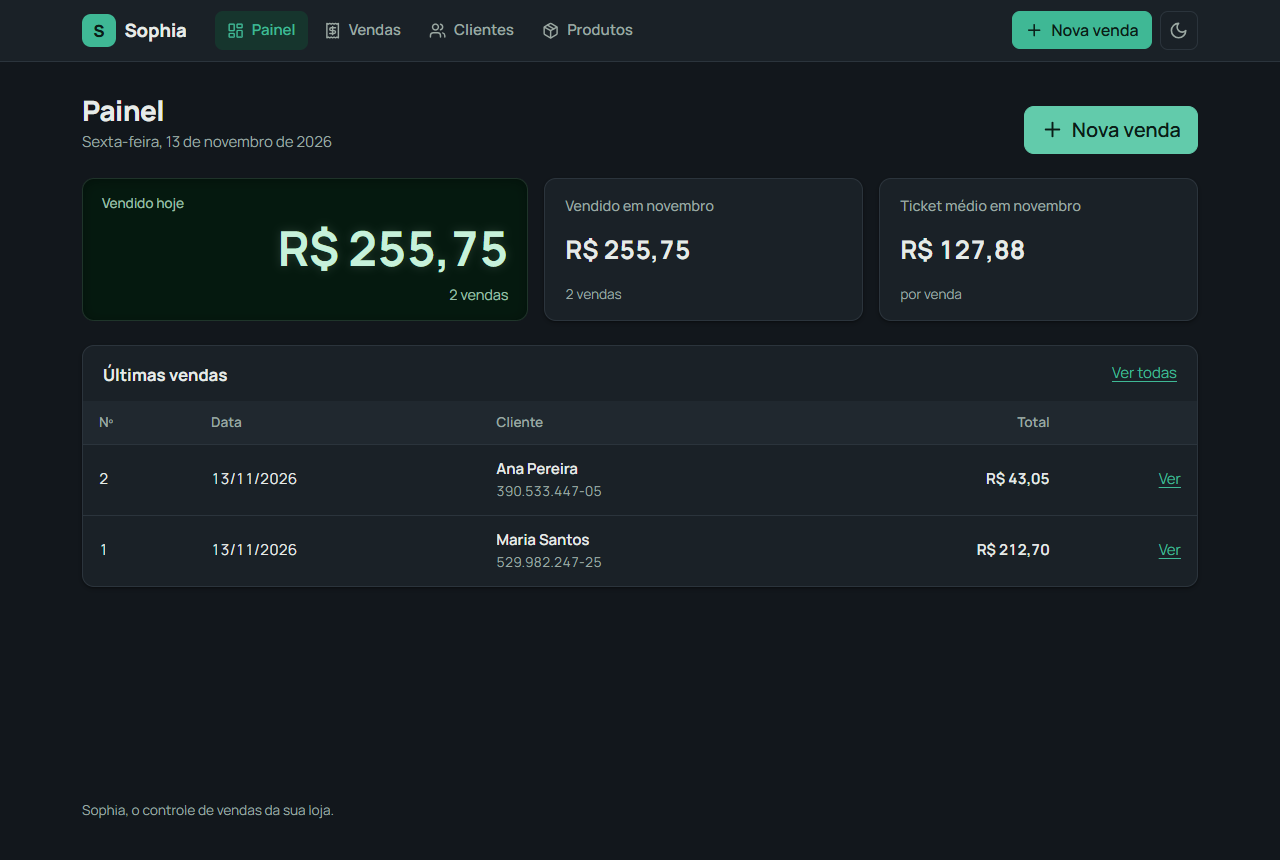 S Sophia Painel Vendas Clientes Produtos Nova venda
Painel
Sexta-feira, 13 de novembro de 2026
Nova venda
Vendido hoje
R$ 255,75
2 vendas
Vendido em novembro
R$ 255,75
2 vendas
Ticket médio em novembro
R$ 127,88
por venda
Últimas vendas Ver todas
Nº Data Cliente Total
2 13/11/2026 Ana Pereira R$ 43,05 Ver
390.533.447-05
1 13/11/2026 Maria Santos R$ 212,70 Ver
529.982.247-25
Sophia, o controle de vendas da sua loja.